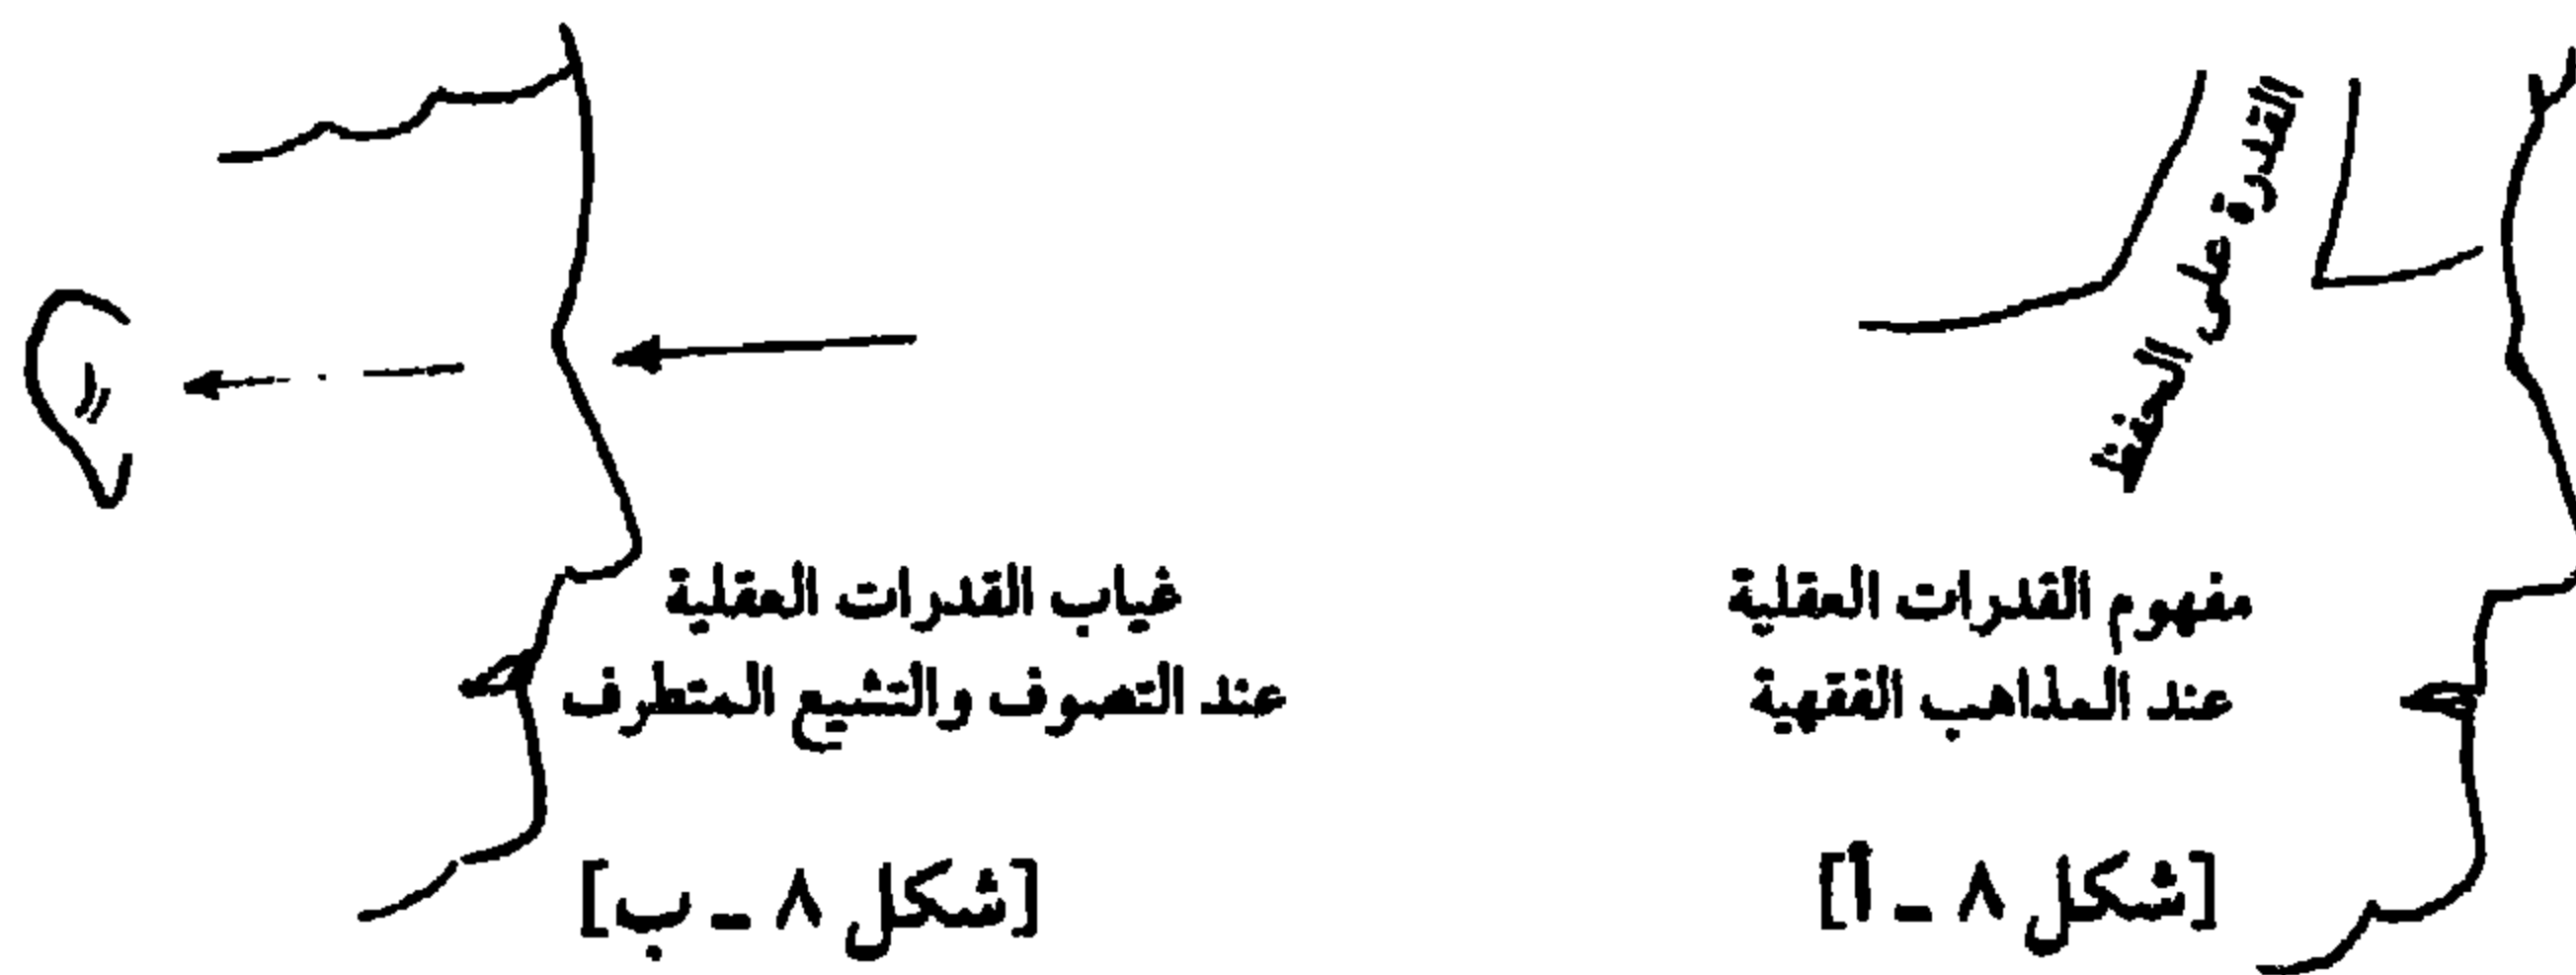 القدرة على الحفظ
مفهوم القدرات العقلية
عند المذاهب الفقهية
[شكل ٨ - أ]
غياب القدرات العقلية
عند التصوف والتشيع المتطرف
[شكل ٨ - ب]